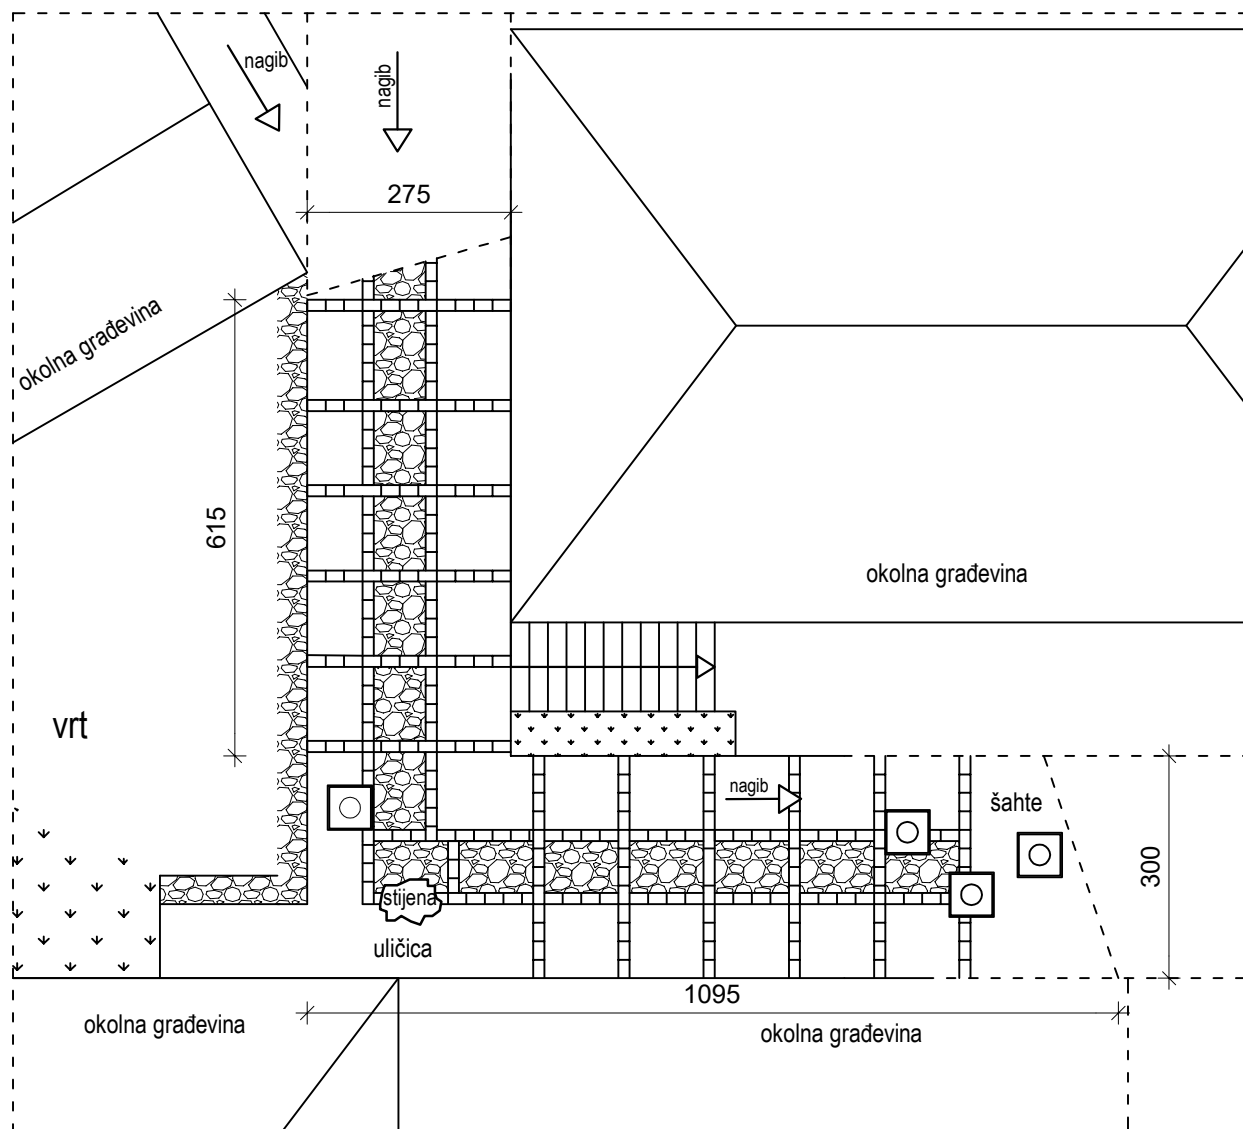 nagib
nagib
275
okolna građevina
615
okolna građevina
vrt
nagib
šahte
300
stijena
uličica
1095
okolna građevina
okolna građevina